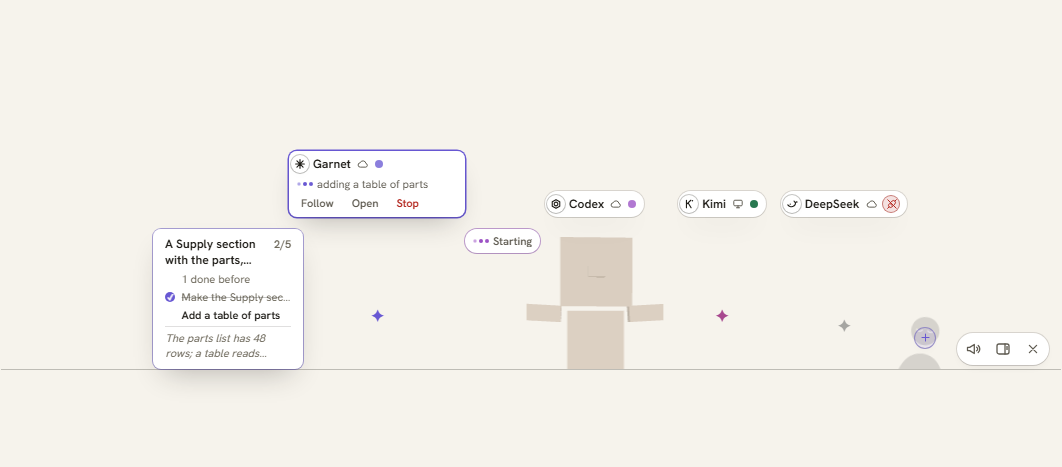 Garnet
adding a table of parts
Follow Open Stop
Codex
Kimi
DeepSeek
Starting
A Supply section 2/5
with the parts,...
1 done before
Make the Supply sec...
Add a table of parts
The parts list has 48
rows; a table reads...